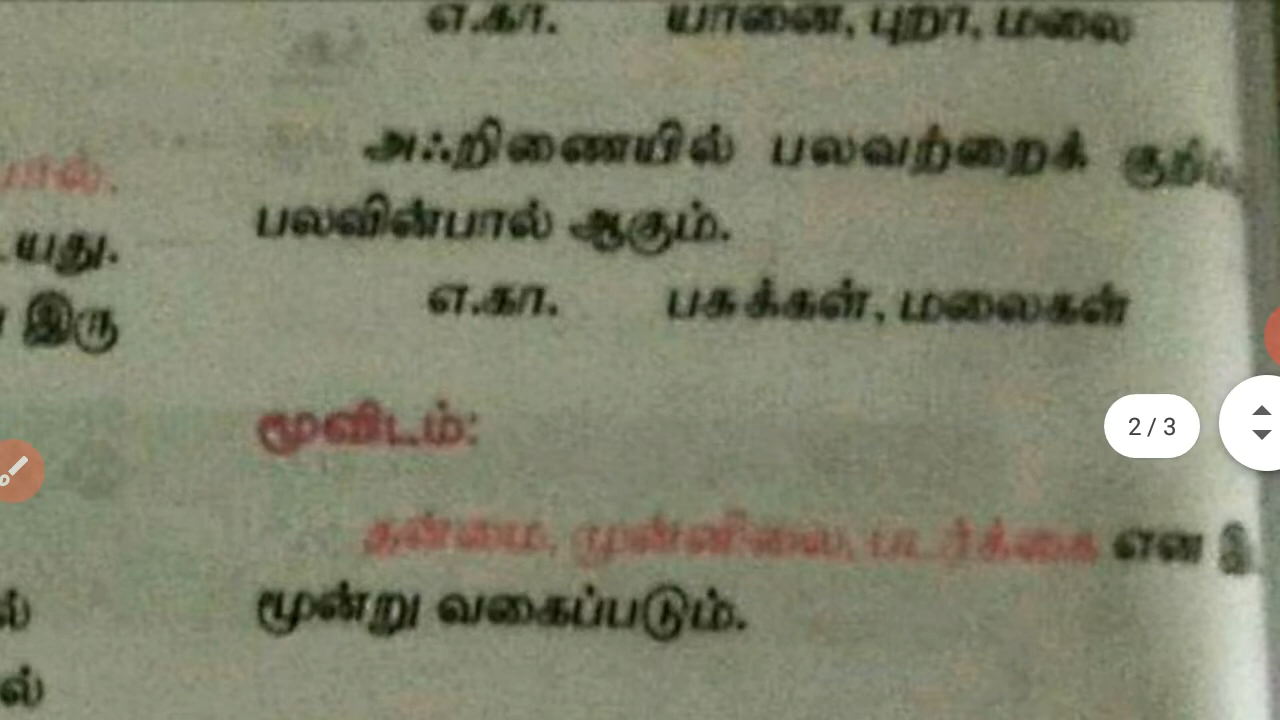 எ.கா. யானை, புறா, மலை
அஃறிணையில் பலவற்றைக்
பலவின்பால் ஆகும்.
எ.கா. பசுக்கள், மலைகள்
மூவிடம்:
தன்மை, முன்னிலை, படர்க்கை என
மூன்று வகைப்படும்.
பால்.
யது.
இரு
ல்
ல்
2 / 3